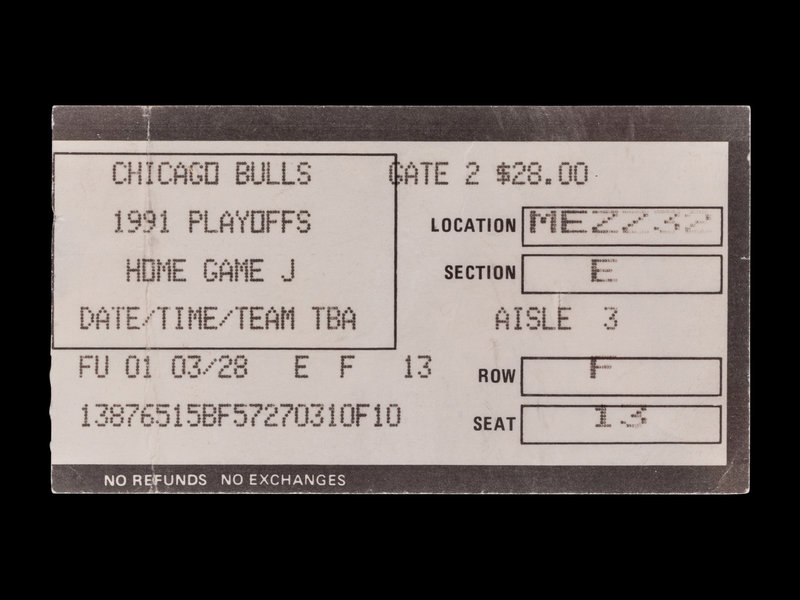 CHICAGO BULLS GATE 2 $28.00
1991 PLAYOFFS LOCATION MEZZ32
HOME GAME J SECTION E
DATE/TIME/TEAM TBA AISLE 3
FU 01 03/28 E F 13 ROW F
13876515BF57270310F10 SEAT 13
NO REFUNDS NO EXCHANGES